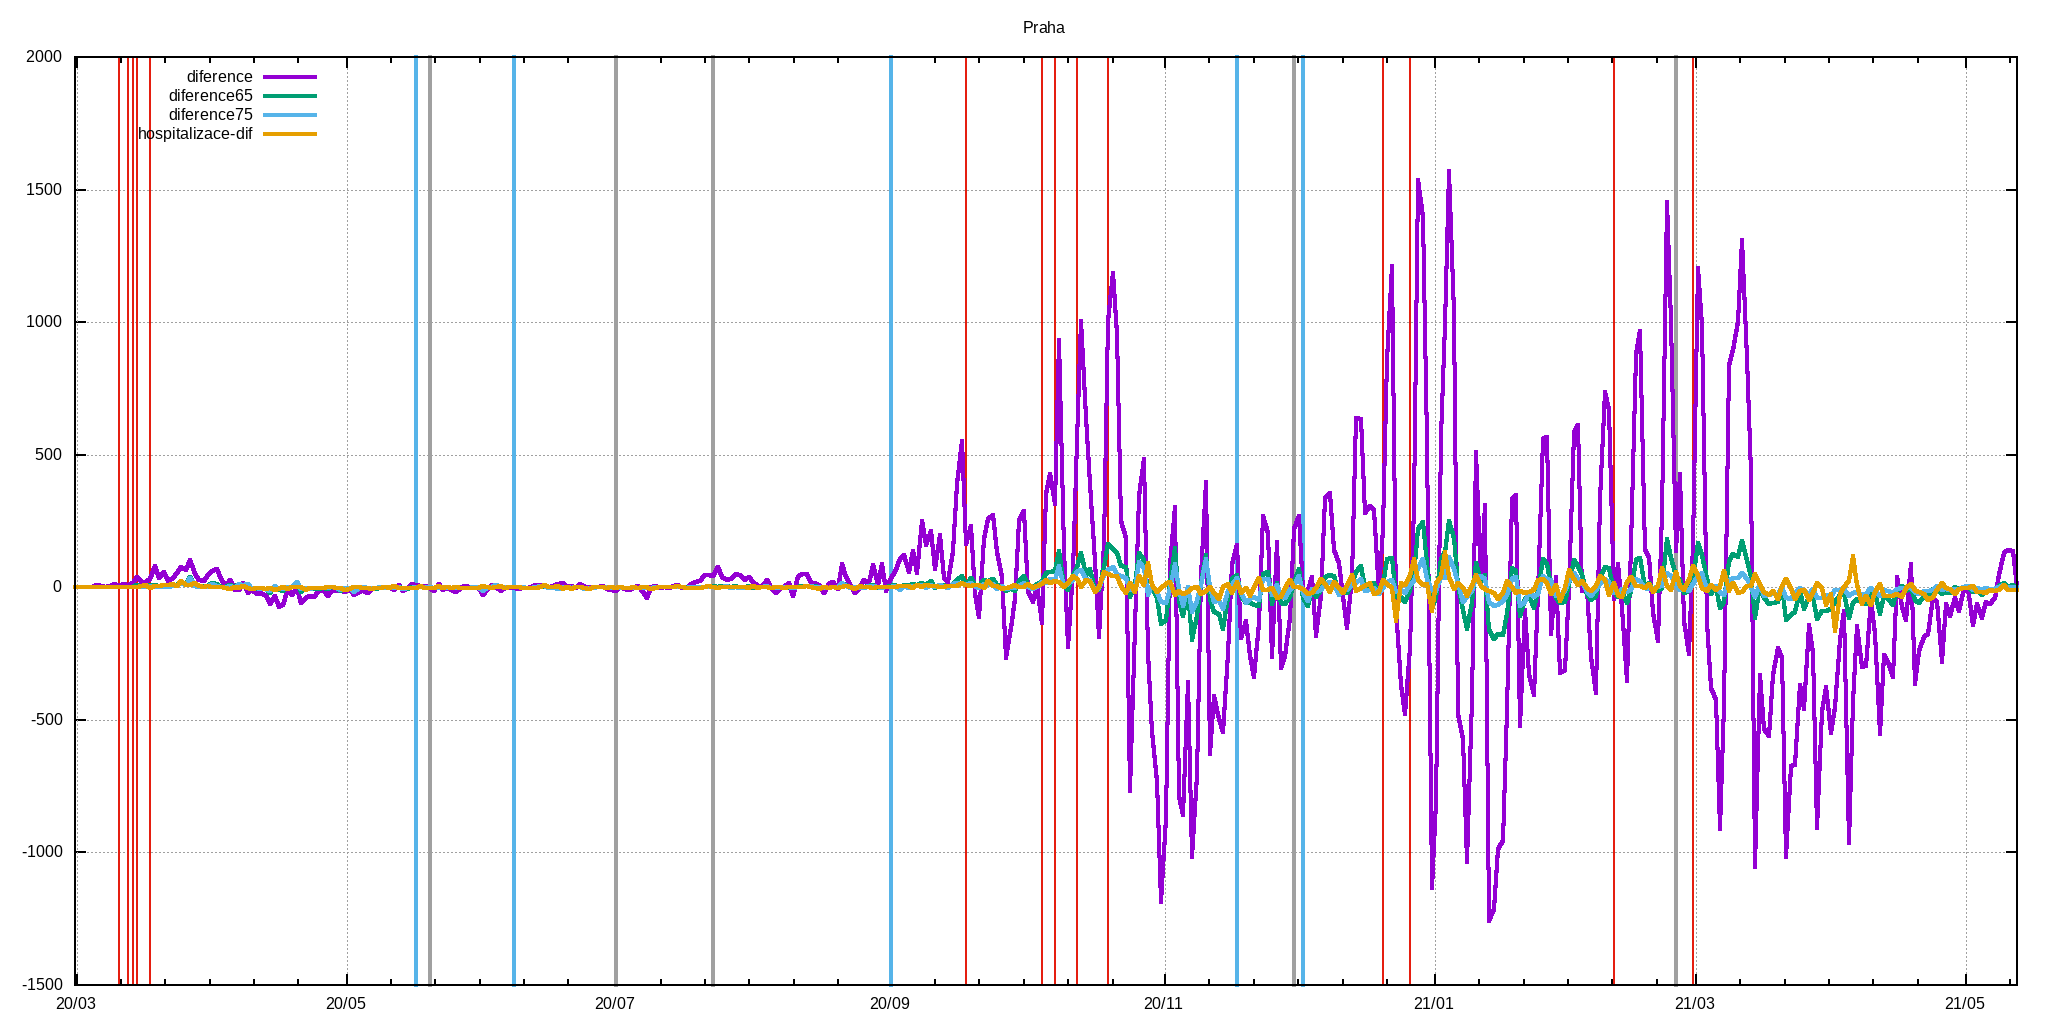 Praha
2000
1500
1000
500
0
-500
-1000
-1500
diference
diference65
diference75
hospitalizace-dif
20/03 20/05 20/07 20/09 20/11 21/01 21/03 21/05